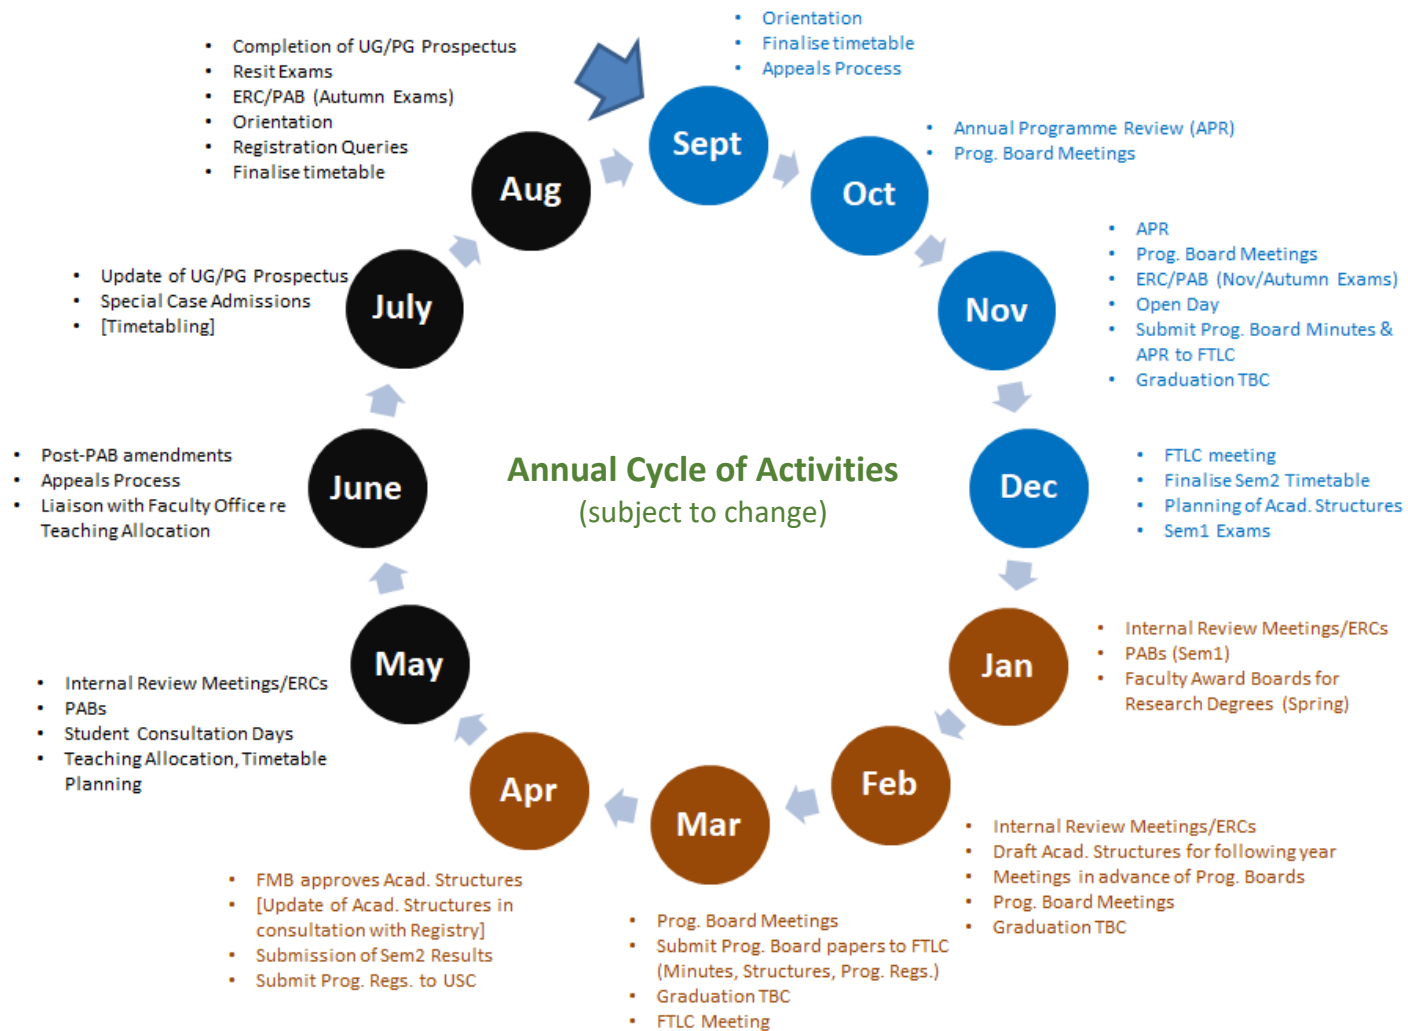 • Orientation
• Finalise timetable
• Appeals Process
Sept
• Annual Programme Review (APR)
• Prog. Board Meetings
Oct
• APR
• Prog. Board Meetings
• ERC/PAB (Nov/Autumn Exams)
• Open Day
• Submit Prog. Board Minutes &
APR to FTLC
• Graduation TBC
Nov
• FTLC meeting
• Finalise Sem2 Timetable
• Planning of Acad. Structures
• Sem1 Exams
Dec
• Internal Review Meetings/ERCs
• PABs (Sem1)
• Faculty Award Boards for
Research Degrees (Spring)
Jan
Feb
• Internal Review Meetings/ERCs
• Draft Acad. Structures for following year
• Meetings in advance of Prog. Boards
• Prog. Board Meetings
• Graduation TBC
Mar
• Prog. Board Meetings
• Submit Prog. Board papers to FTLC
(Minutes, Structures, Prog. Regs.)
• Graduation TBC
• FTLC Meeting
Apr
• FMB approves Acad. Structures
• [Update of Acad. Structures in
consultation with Registry]
• Submission of Sem2 Results
• Submit Prog. Regs. to USC
May
• Internal Review Meetings/ERCs
• PABs
• Student Consultation Days
• Teaching Allocation, Timetable
Planning
June
• Post-PAB amendments
• Appeals Process
• Liaison with Faculty Office re
Teaching Allocation
July
• Update of UG/PG Prospectus
• Special Case Admissions
• [Timetabling]
Aug
• Completion of UG/PG Prospectus
• Resit Exams
• ERC/PAB (Autumn Exams)
• Orientation
• Registration Queries
• Finalise timetable
Annual Cycle of Activities
(subject to change)